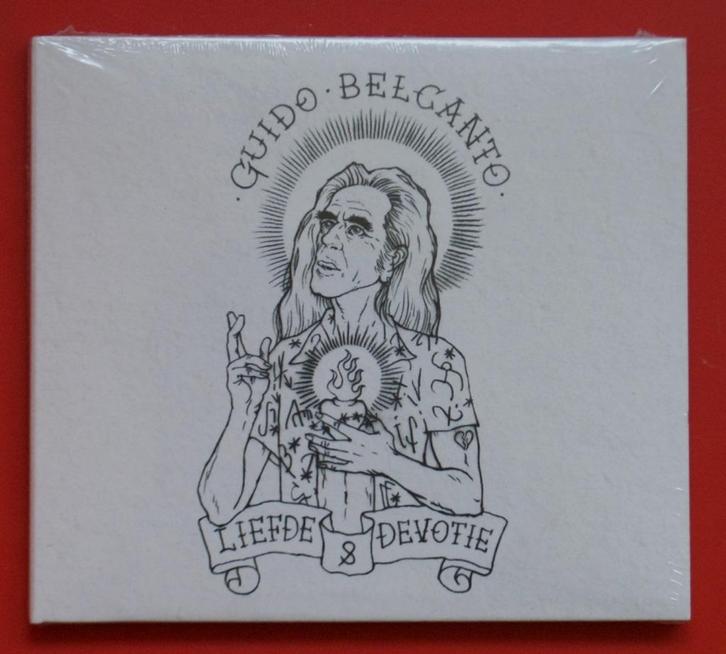 · GUIDO · BELCANTO ·
LIEFDE & DEVOTIE